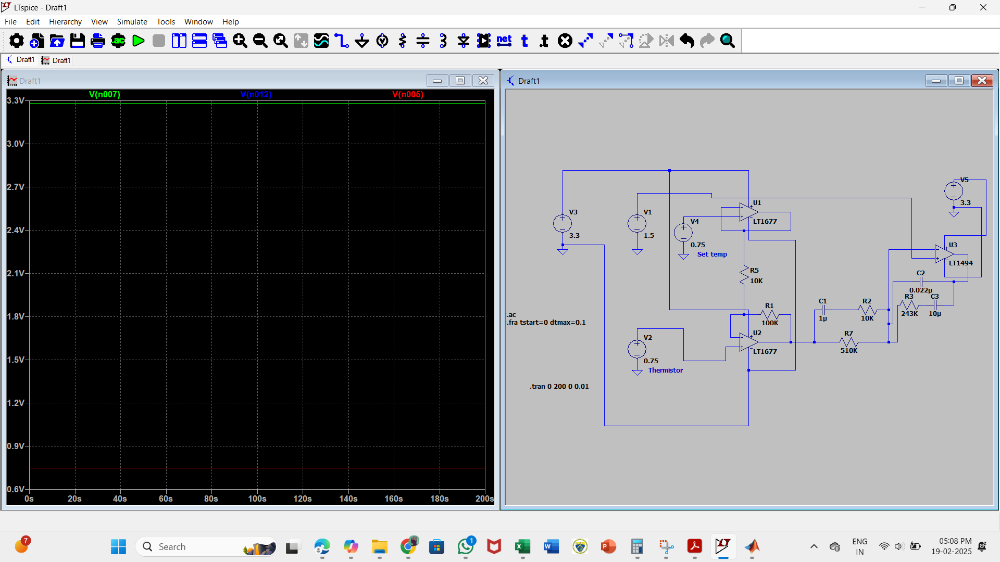 LTspice - Draft1
File Edit Hierarchy View Simulate Tools Window Help
.ac
net
t
.t
Draft1
Draft1
Draft1
V(n007) V(n012) V(n005)
3.3V
3.0V
2.7V
2.4V
2.1V
1.8V
1.5V
1.2V
0.9V
0.6V
0s 20s 40s 60s 80s 100s 120s 140s 160s 180s 200s
Draft1
V3
3.3
V1
1.5
V4
0.75
Set temp
U1
LT1677
V5
3.3
U3
LT1494
R5
10K
C2
0.022µ
R3
243K
C3
10µ
C1
1µ
R2
10K
R1
100K
R7
510K
U2
LT1677
V2
0.75
Thermistor
;.ac
;.fra tstart=0 dtmax=0.1
.tran 0 200 0 0.01
7
Search
1
ENG
IN
05:08 PM
19-02-2025